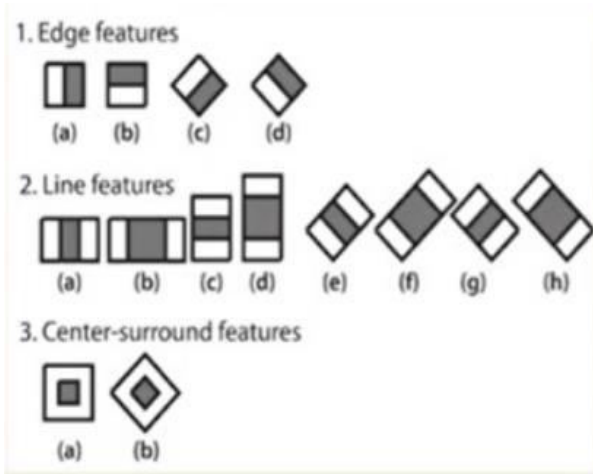 1. Edge features
(a) (b) (c) (d)
2. Line features
(a) (b) (c) (d) (e) (f) (g) (h)
3. Center-surround features
(a) (b)